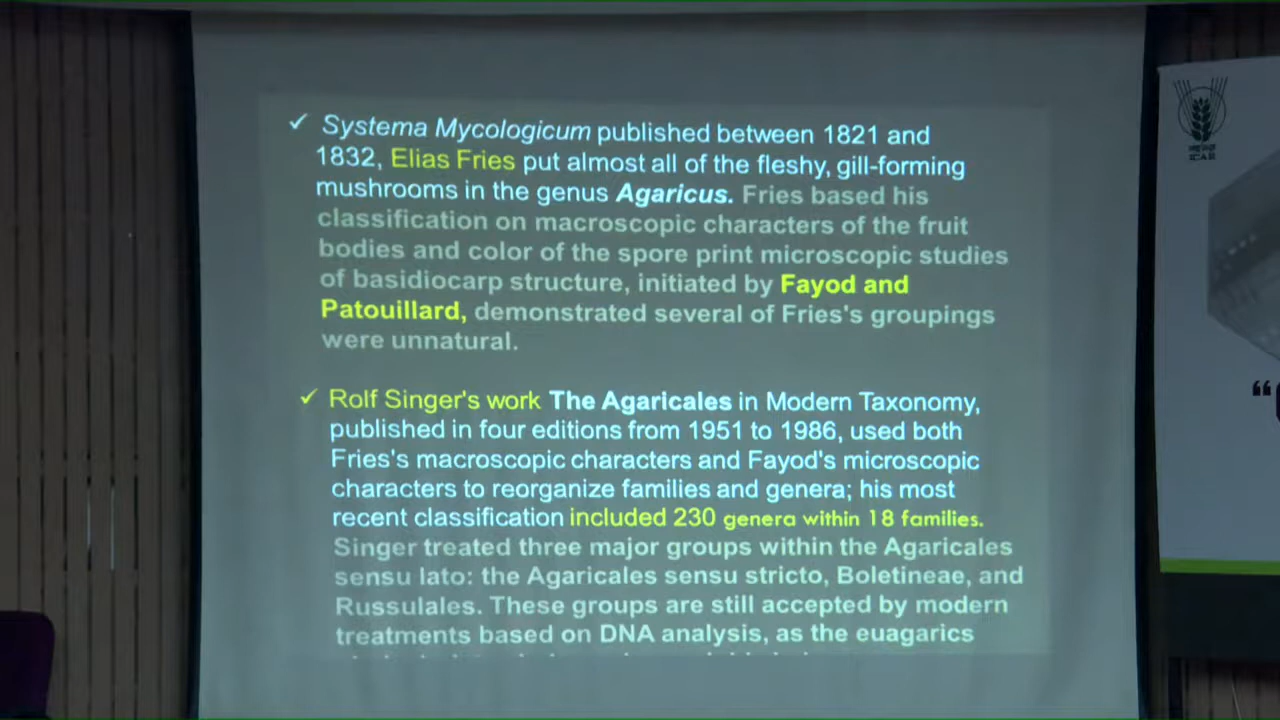 ✓ Systema Mycologicum published between 1821 and
1832, Elias Fries put almost all of the fleshy, gill-forming
mushrooms in the genus Agaricus. Fries based his
classification on macroscopic characters of the fruit
bodies and color of the spore print microscopic studies
of basidiocarp structure, initiated by Fayod and
Patouillard, demonstrated several of Fries's groupings
were unnatural.
✓ Rolf Singer's work The Agaricales in Modern Taxonomy,
published in four editions from 1951 to 1986, used both
Fries's macroscopic characters and Fayod's microscopic
characters to reorganize families and genera; his most
recent classification included 230 genera within 18 families.
Singer treated three major groups within the Agaricales
sensu lato: the Agaricales sensu stricto, Boletineae, and
Russulales. These groups are still accepted by modern
treatments based on DNA analysis, as the euagarics
ICAR
“